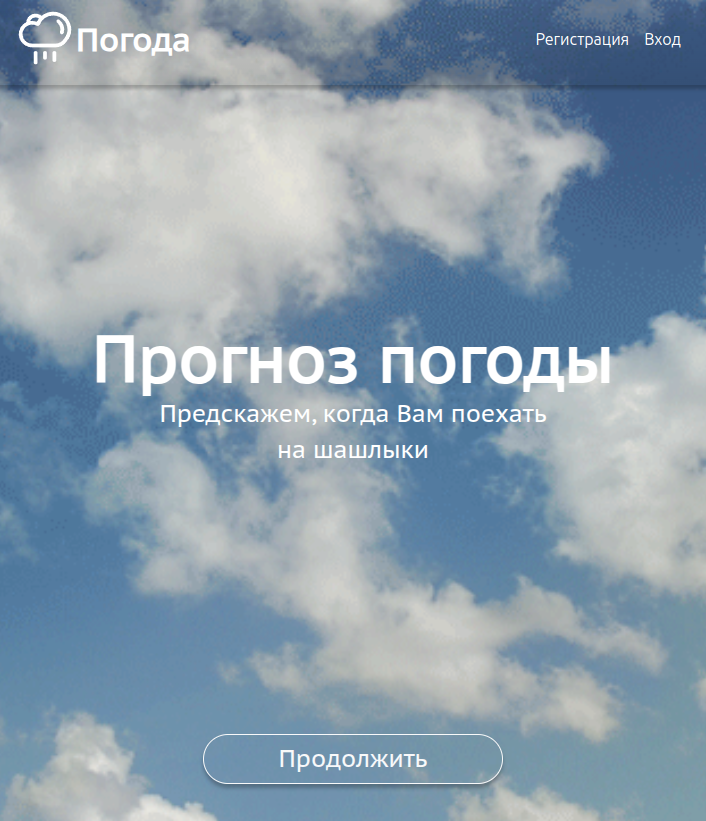 Погода
Регистрация Вход
Прогноз погоды
Предскажем, когда Вам поехать
на шашлыки
Продолжить